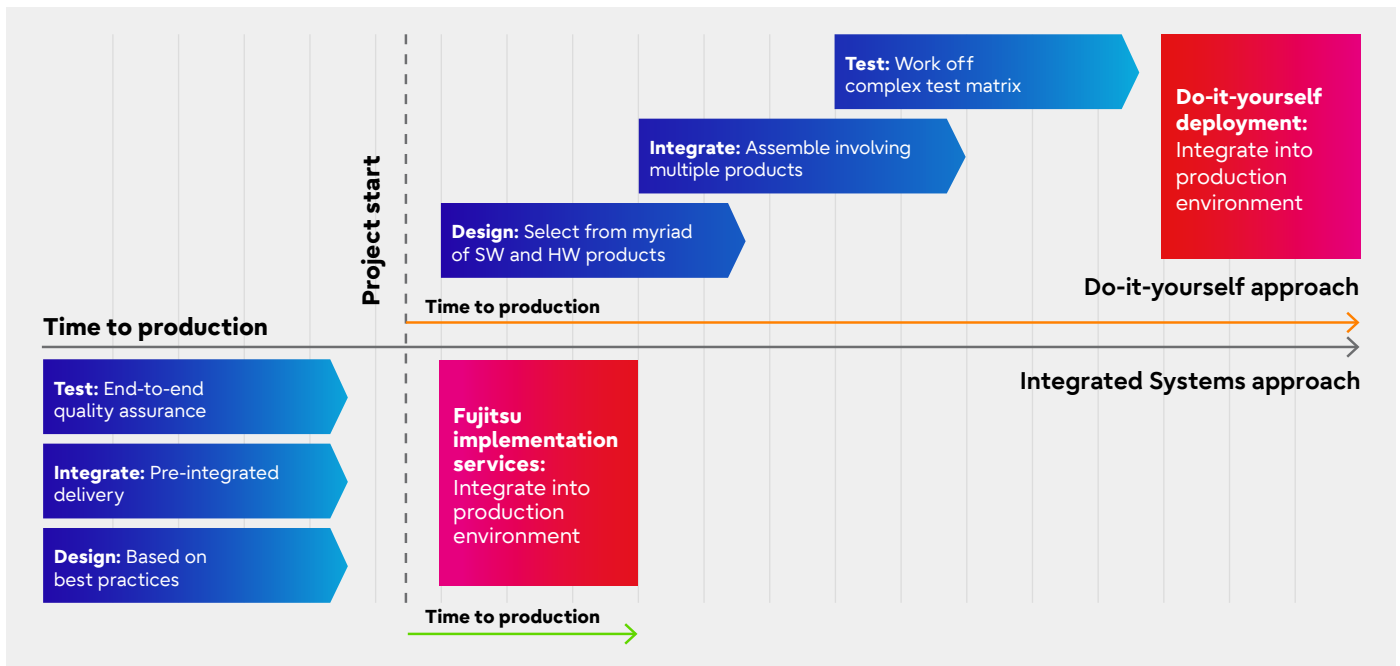 Test: Work off
complex test matrix
Do-it-yourself
deployment:
Integrate into
production
environment
Integrate: Assemble involving
multiple products
Project start
Design: Select from myriad
of SW and HW products
Do-it-yourself approach
Time to production
Time to production
Integrated Systems approach
Test: End-to-end
quality assurance
Fujitsu
implementation
services:
Integrate into
production
environment
Integrate: Pre-integrated
delivery
Design: Based on
best practices
Time to production